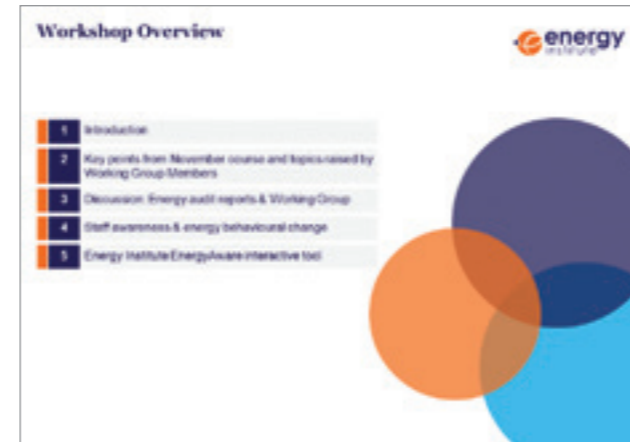 Workshop Overview
energy
institute
1 Introduction
2 Key points from November course and topics raised by
Working Group Members
3 Discussion: Energy audit reports & Working Group
4 Staff awareness & energy behavioural change
5 Energy Institute EnergyAware interactive tool